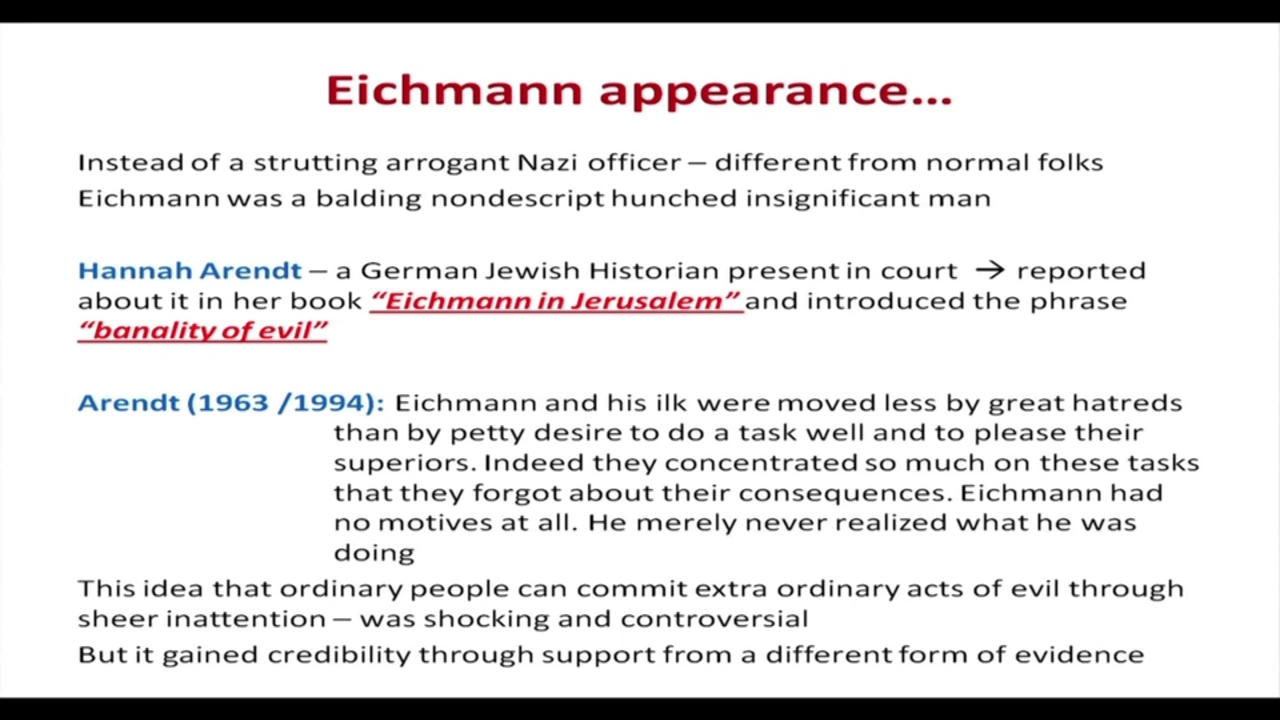 Eichmann appearance...
Instead of a strutting arrogant Nazi officer – different from normal folks
Eichmann was a balding nondescript hunched insignificant man
Hannah Arendt – a German Jewish Historian present in court → reported
about it in her book “Eichmann in Jerusalem” and introduced the phrase
“banality of evil”
Arendt (1963 /1994): Eichmann and his ilk were moved less by great hatreds
than by petty desire to do a task well and to please their
superiors. Indeed they concentrated so much on these tasks
that they forgot about their consequences. Eichmann had
no motives at all. He merely never realized what he was
doing
This idea that ordinary people can commit extra ordinary acts of evil through
sheer inattention – was shocking and controversial
But it gained credibility through support from a different form of evidence